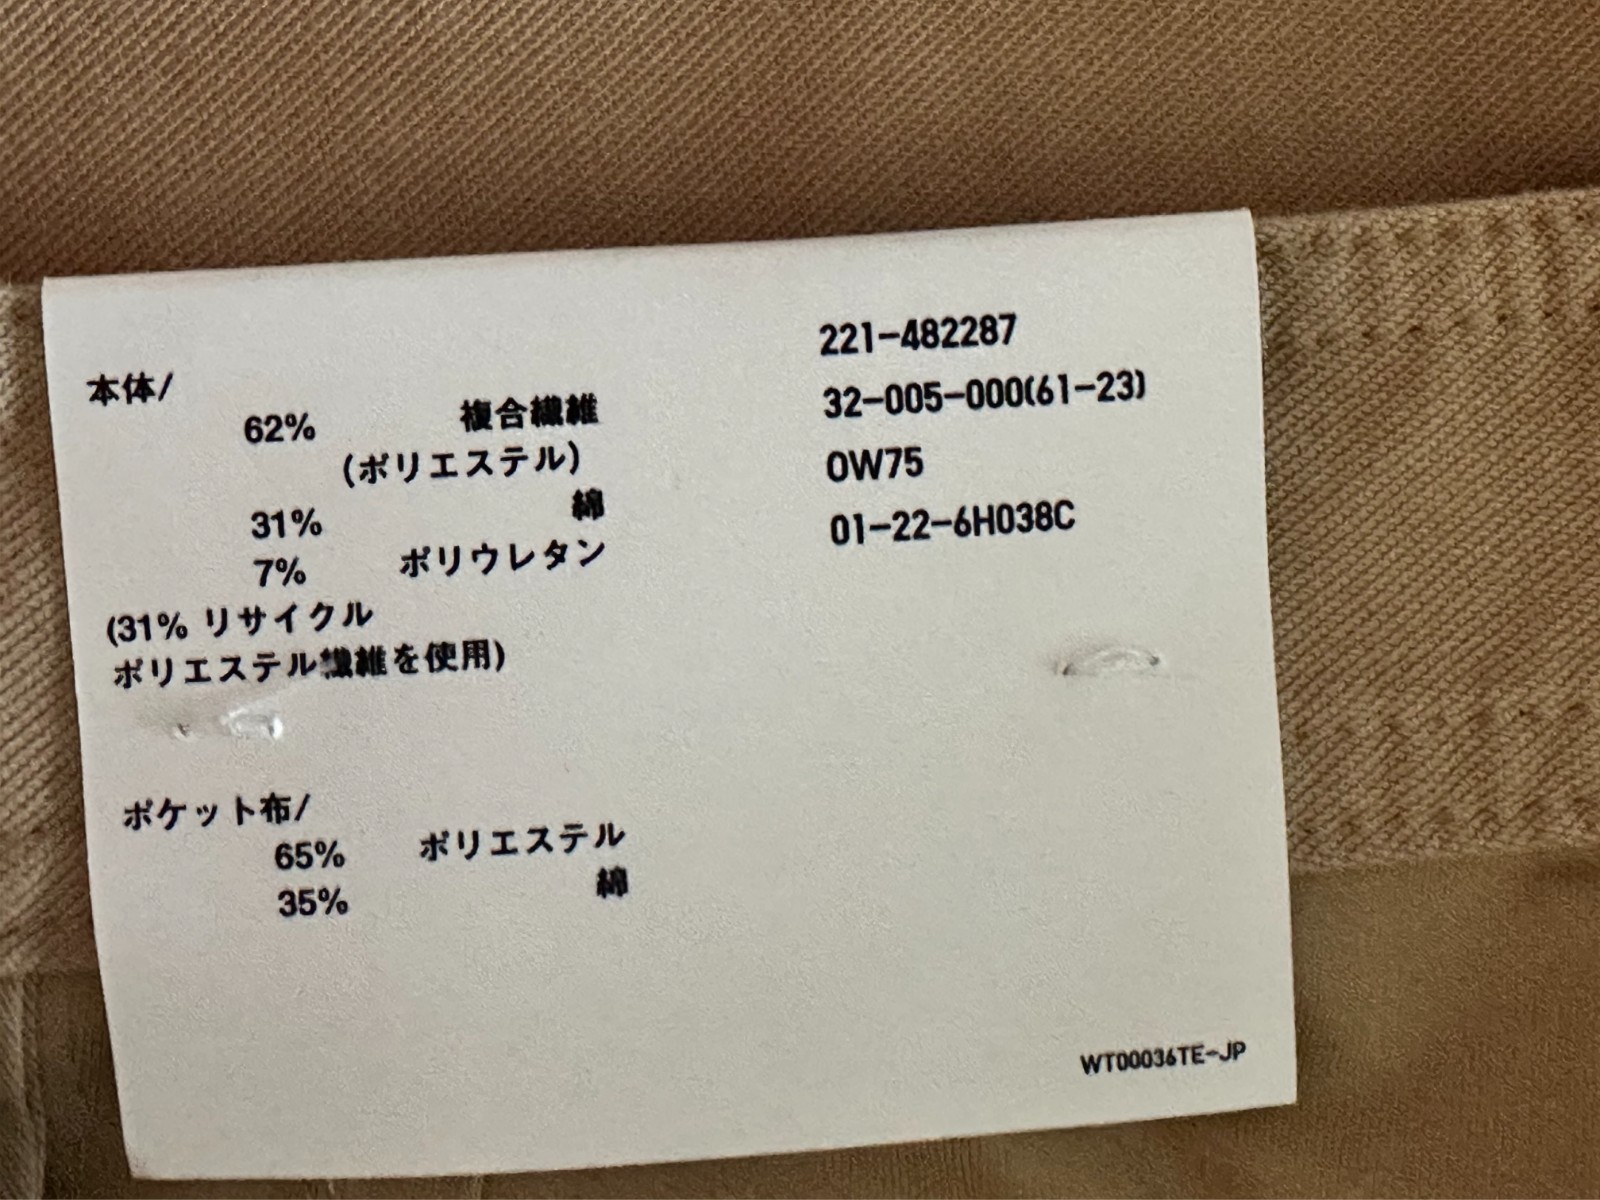 本体/
62% 複合繊維
(ポリエステル)
31% 綿
7% ポリウレタン
(31% リサイクル
ポリエステル繊維を使用)
ポケット布/
65% ポリエステル
35% 綿
221-482287
32-005-000(61-23)
OW75
01-22-6H038C
WT00036TE-JP